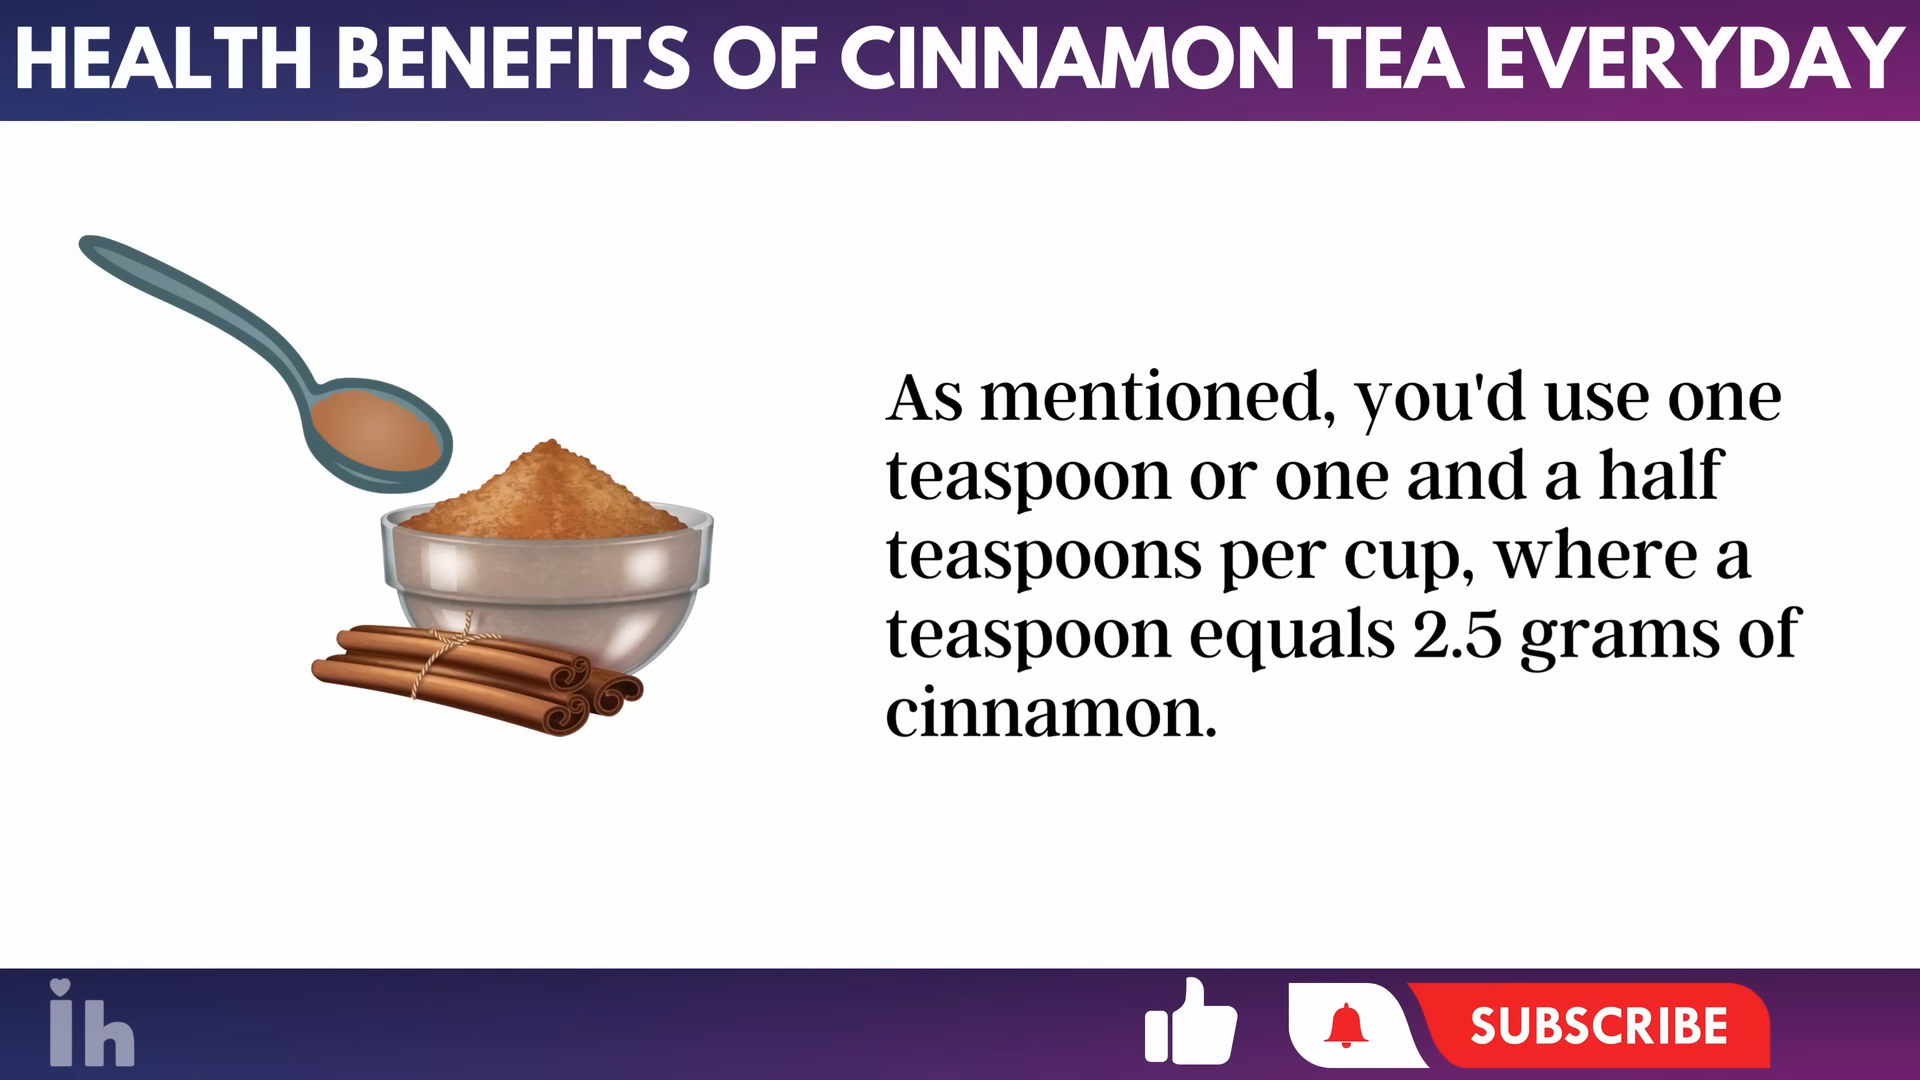 HEALTH BENEFITS OF CINNAMON TEA EVERYDAY
As mentioned, you'd use one
teaspoon or one and a half
teaspoons per cup, where a
teaspoon equals 2.5 grams of
cinnamon.
ih
SUBSCRIBE